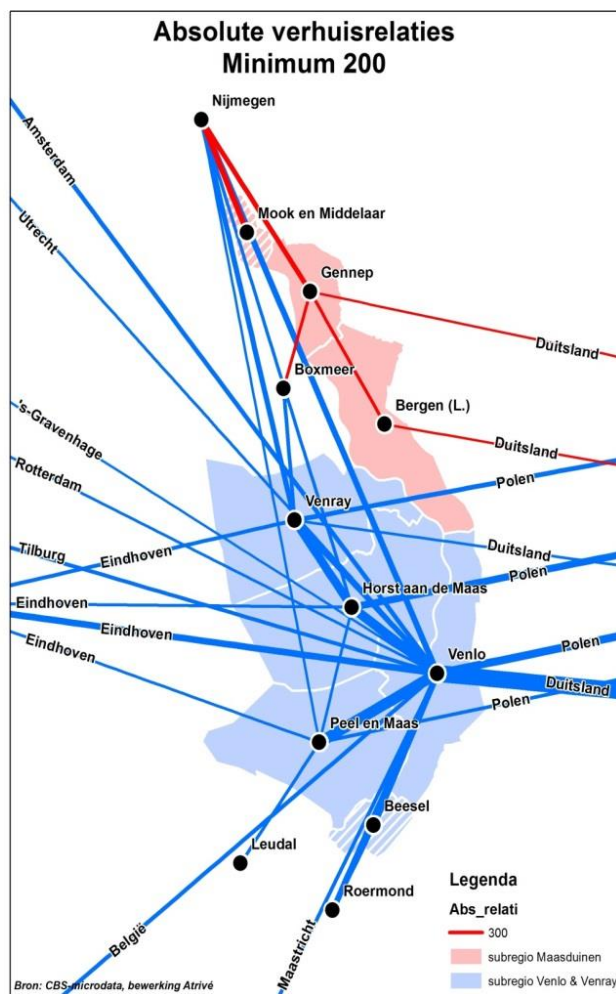 Absolute verhuisrelaties
Minimum 200
Nijmegen
Amsterdam
Utrecht
Mook en Middelaar
Gennep
Duitsland
Boxmeer
's-Gravenhage
Bergen (L.)
Duitsland
Rotterdam
Polen
Venray
Tilburg
Eindhoven
Duitsland
Horst aan de Maas
Polen
Eindhoven
Eindhoven
Eindhoven
Venlo
Polen
Duitsland
Polen
Peel en Maas
Beesel
Leudal
Roermond
België
Maastricht
Legenda
Abs_relati
300
subregio Maasduinen
subregio Venlo & Venray
Bron: CBS-microdata, bewerking Atrivé